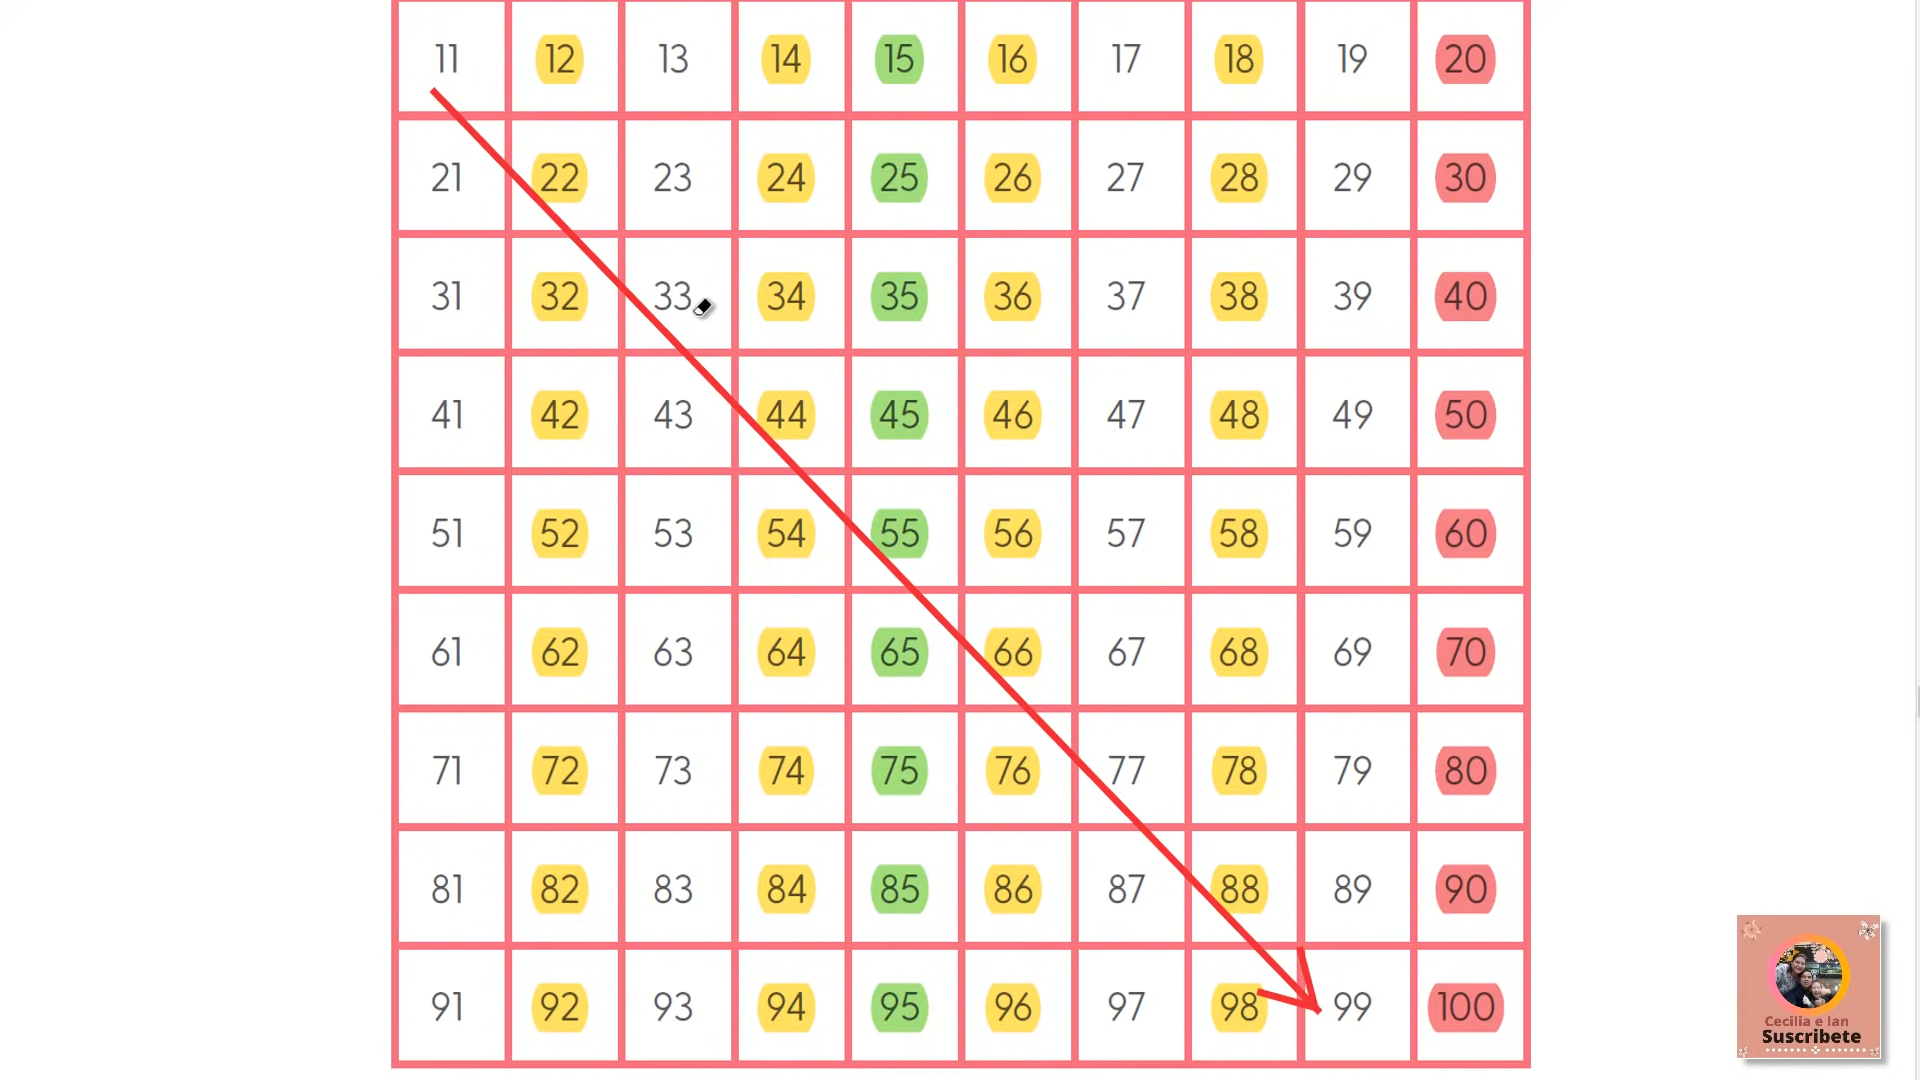 11 12 13 14 15 16 17 18 19 20
21 22 23 24 25 26 27 28 29 30
31 32 33 34 35 36 37 38 39 40
41 42 43 44 45 46 47 48 49 50
51 52 53 54 55 56 57 58 59 60
61 62 63 64 65 66 67 68 69 70
71 72 73 74 75 76 77 78 79 80
81 82 83 84 85 86 87 88 89 90
91 92 93 94 95 96 97 98 99 100
Cecilia e Ian
Suscribete